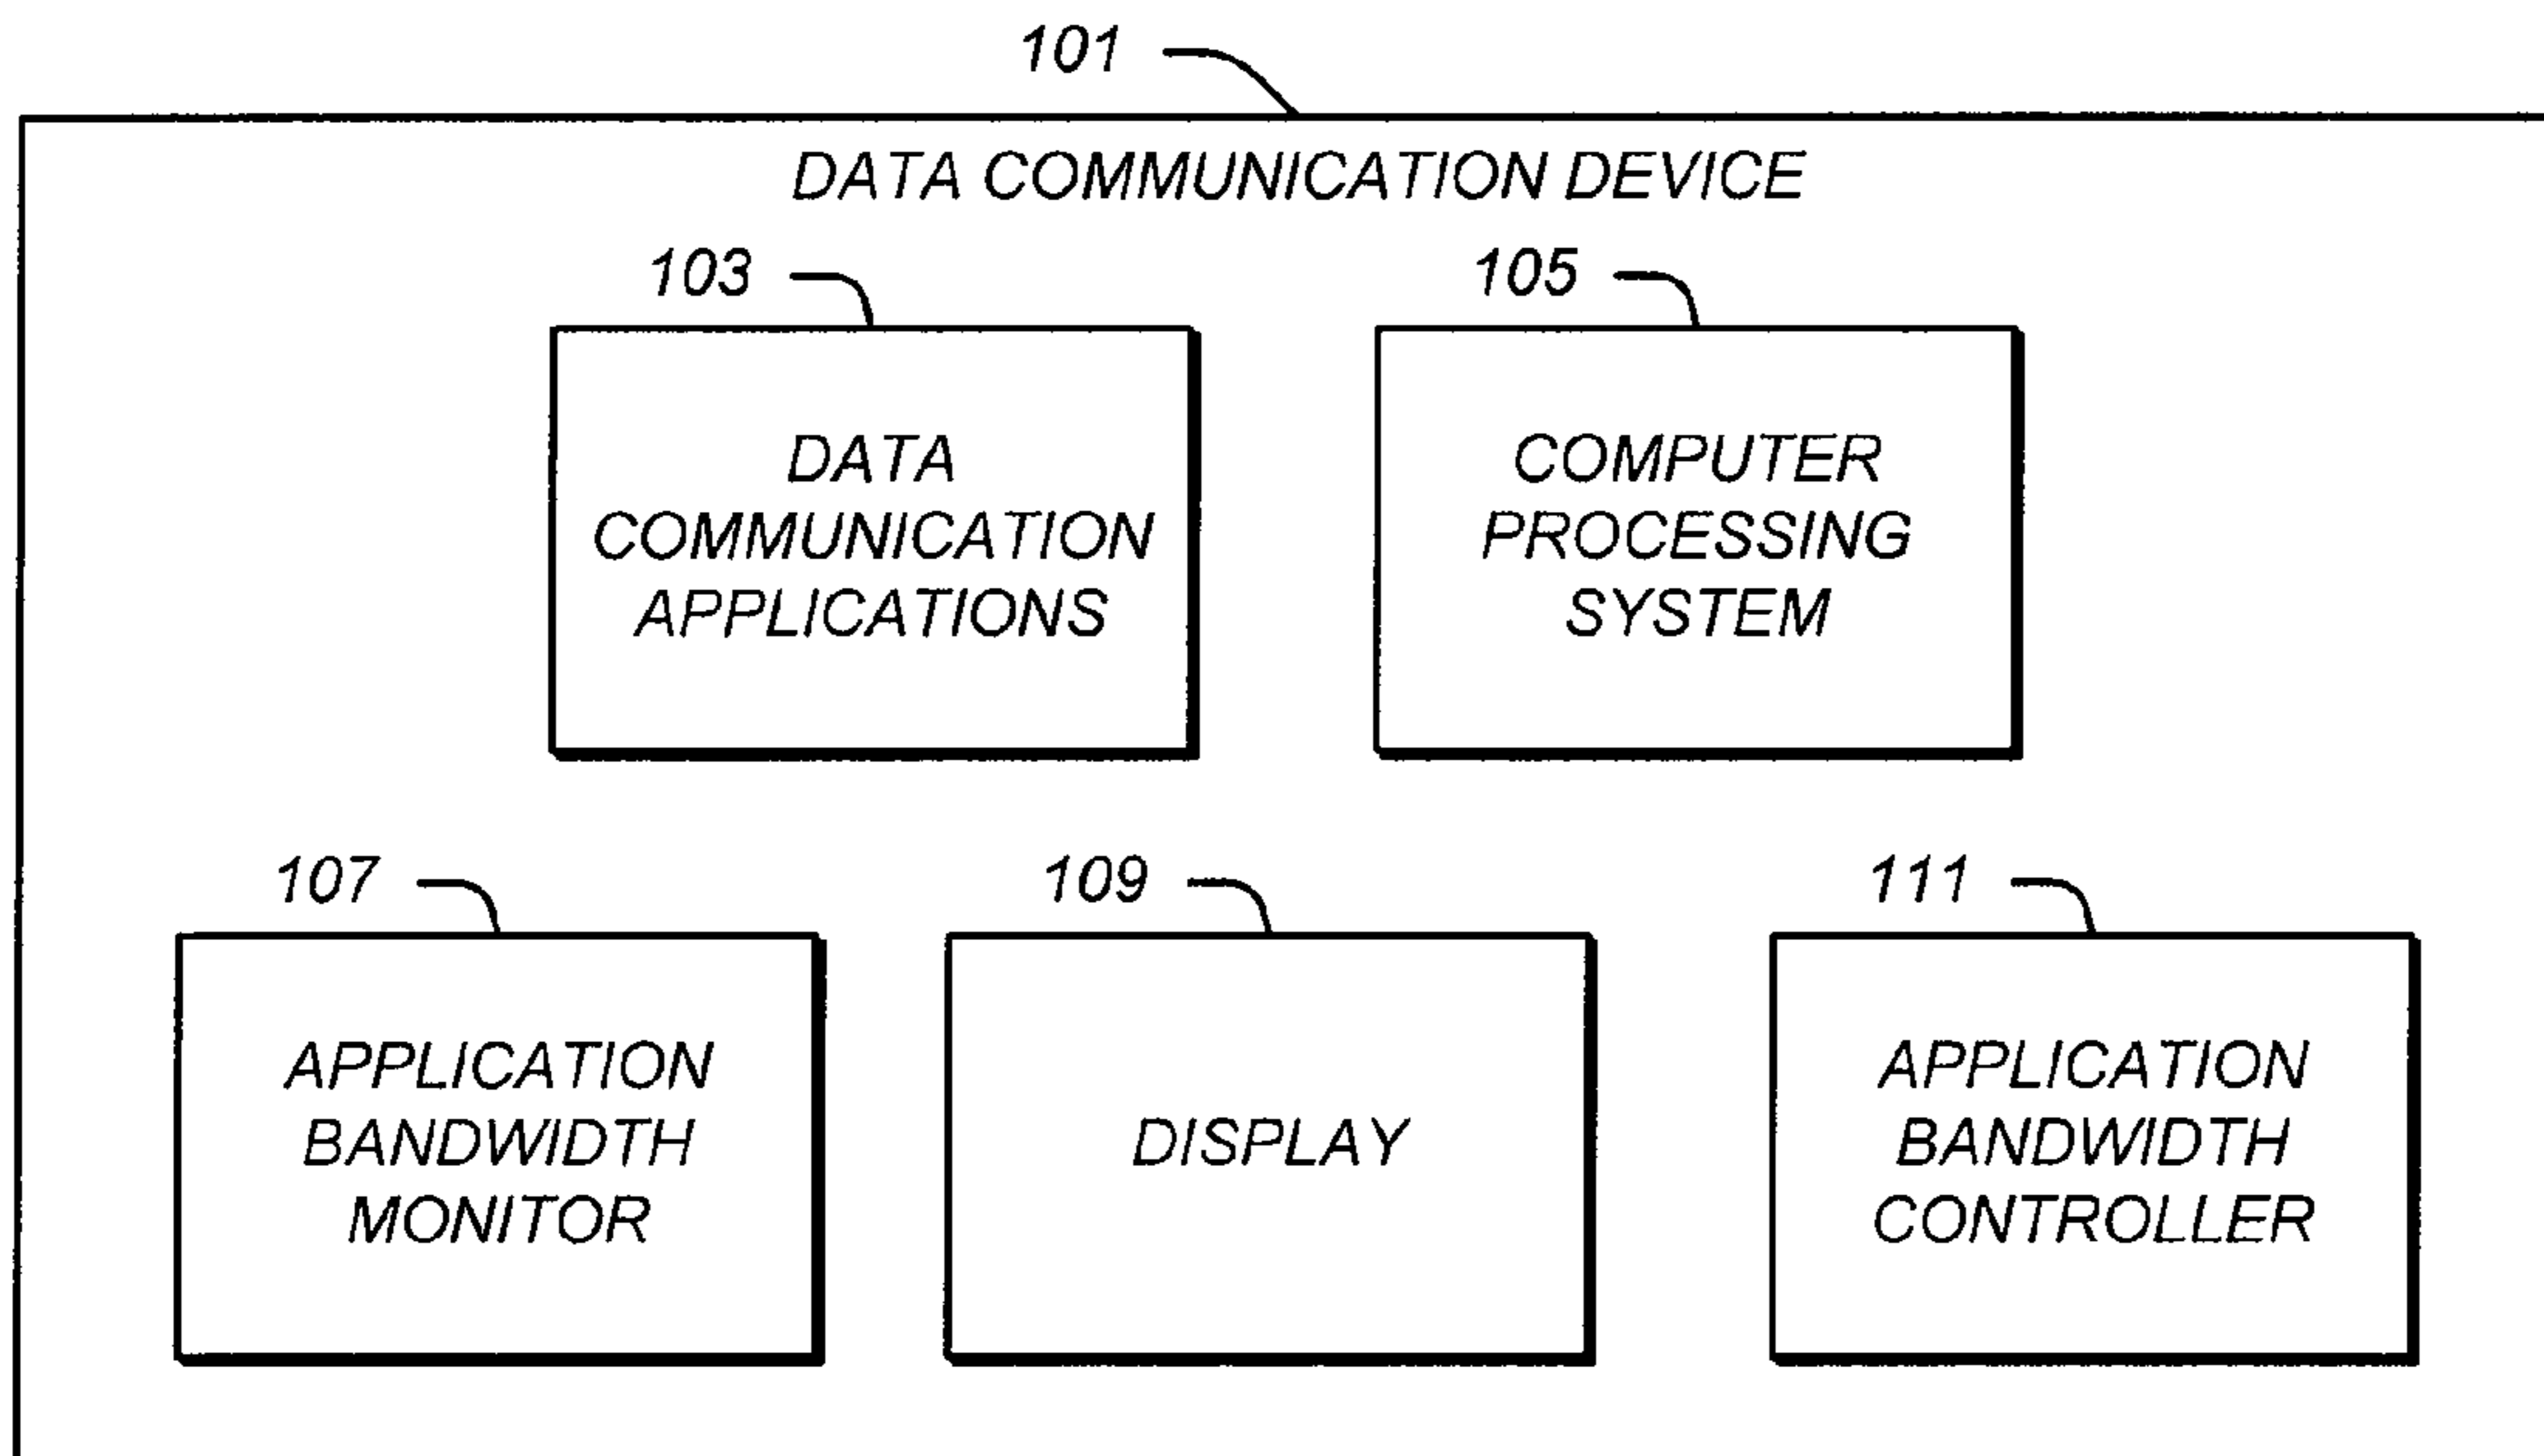 101
DATA COMMUNICATION DEVICE
103
105
DATA
COMMUNICATION
APPLICATIONS
COMPUTER
PROCESSING
SYSTEM
107
109
111
APPLICATION
BANDWIDTH
MONITOR
DISPLAY
APPLICATION
BANDWIDTH
CONTROLLER